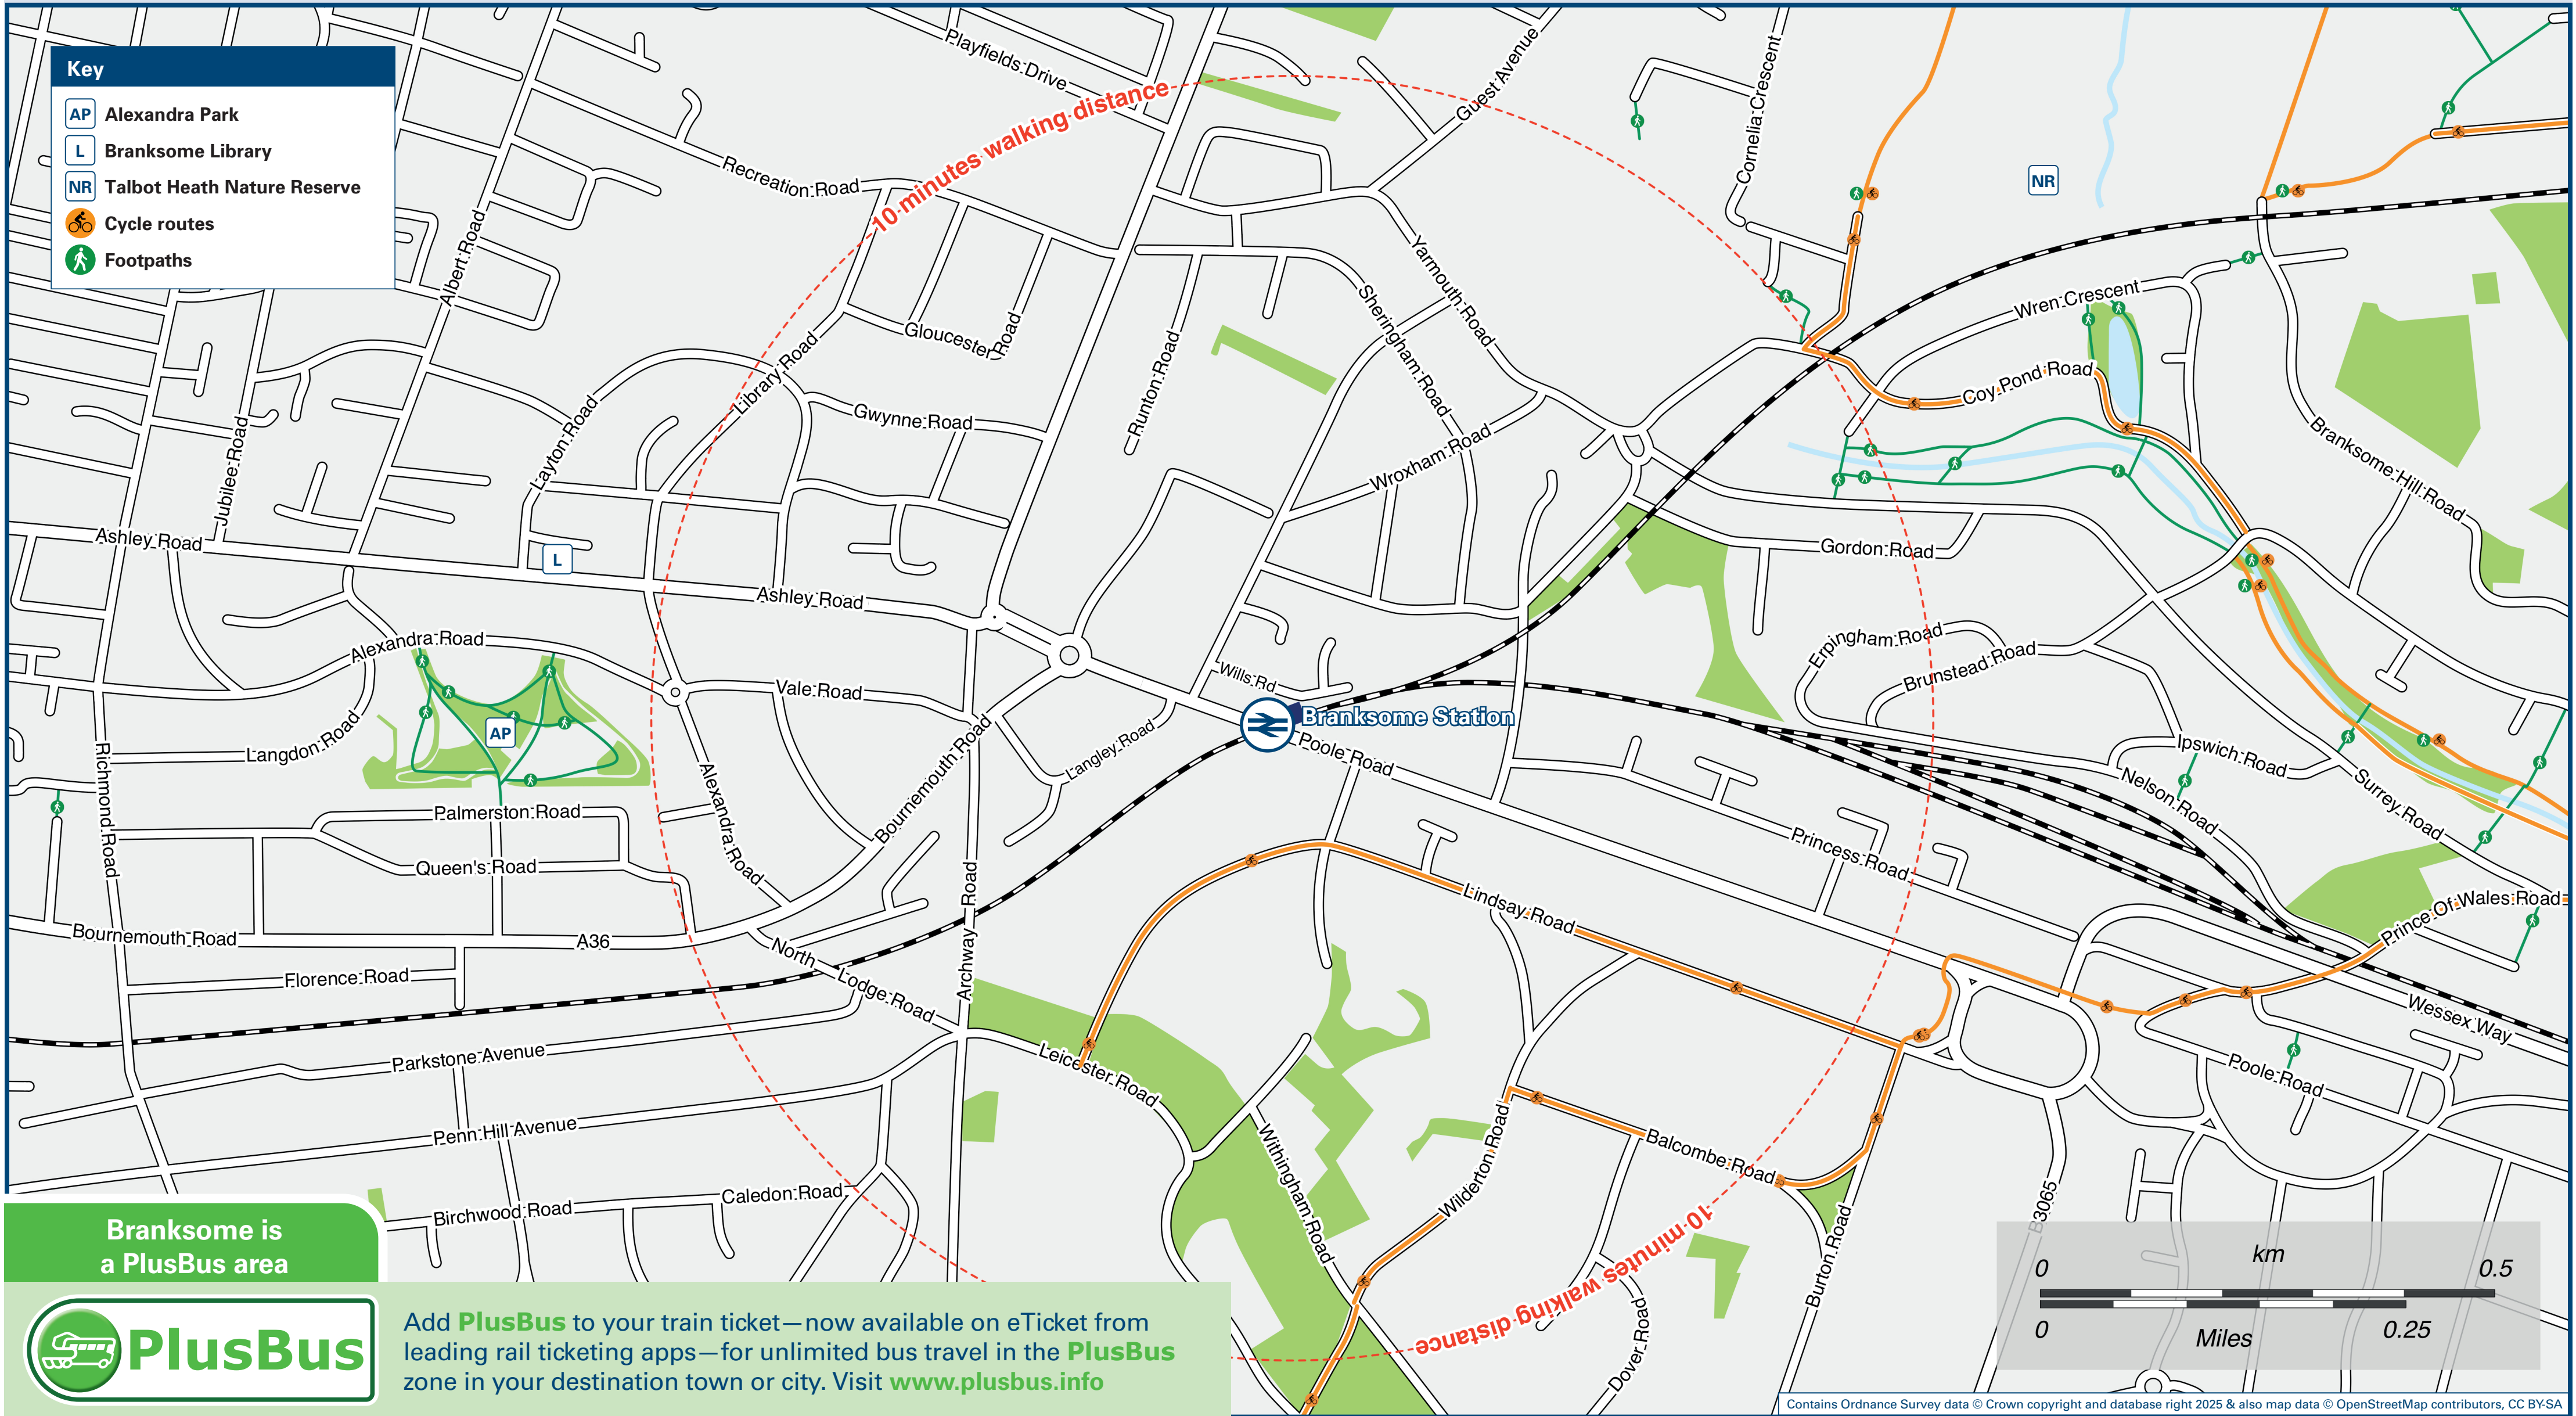 Key
AP Alexandra Park
L Branksome Library
NR Talbot Heath Nature Reserve
Cycle routes
Footpaths
Playfields Drive
Guest Avenue
Cornelia Crescent
10 minutes walking distance
Recreation Road
NR
Albert Road
Yarmouth Road
Sheringham Road
Wren Crescent
Gloucester Road
Library Road
Runton Road
Coy Pond Road
Layton Road
Gwynne Road
Jubilee Road
Wroxham Road
Branksome Hill Road
Ashley Road
L
Gordon Road
Ashley Road
Alexandra Road
Erpingham Road
Brunstead Road
Wills Rd
Vale Road
AP
Langdon Road
Branksome Station
Langley Road
Poole Road
Ipswich Road
Nelson Road
Surrey Road
Richmond Road
Alexandra Road
Bournemouth Road
Palmerston Road
Queen's Road
Princess Road
Archway Road
Lindsay Road
Prince Of Wales Road
Bournemouth Road
A36
North Lodge Road
Florence Road
Wessex Way
Parkstone Avenue
Leicester Road
Poole Road
Penn Hill Avenue
Withingham Road
Wilderton Road
Balcombe Road
Caledon Road
Birchwood Road
B3065
Burton Road
10 minutes walking distance
Dover Road
Branksome is
a PlusBus area
PlusBus
Add PlusBus to your train ticket—now available on eTicket from
leading rail ticketing apps—for unlimited bus travel in the PlusBus
zone in your destination town or city. Visit www.plusbus.info
km
0 0.5
0 0.25
Miles
Contains Ordnance Survey data © Crown copyright and database right 2025 & also map data © OpenStreetMap contributors, CC BY-SA